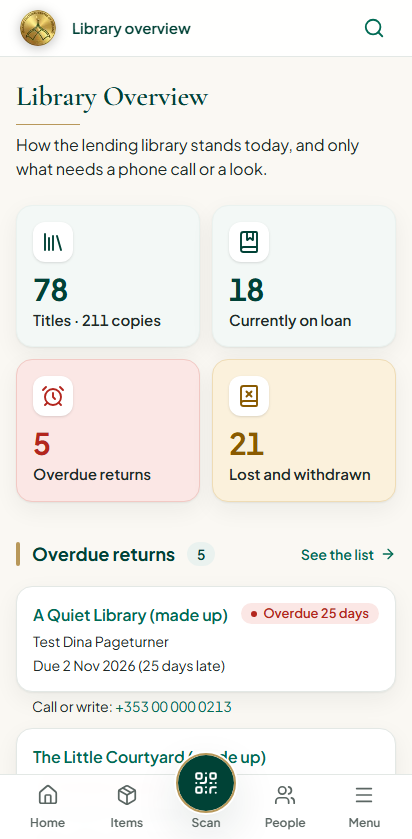 Library overview
Library Overview
How the lending library stands today, and only
what needs a phone call or a look.
78
Titles · 211 copies
18
Currently on loan
5
Overdue returns
21
Lost and withdrawn
Overdue returns 5 See the list →
A Quiet Library (made up) Overdue 25 days
Test Dina Pageturner
Due 2 Nov 2026 (25 days late)
Call or write: +353 00 000 0213
The Little Courtyard up)
Home Items Scan People Menu